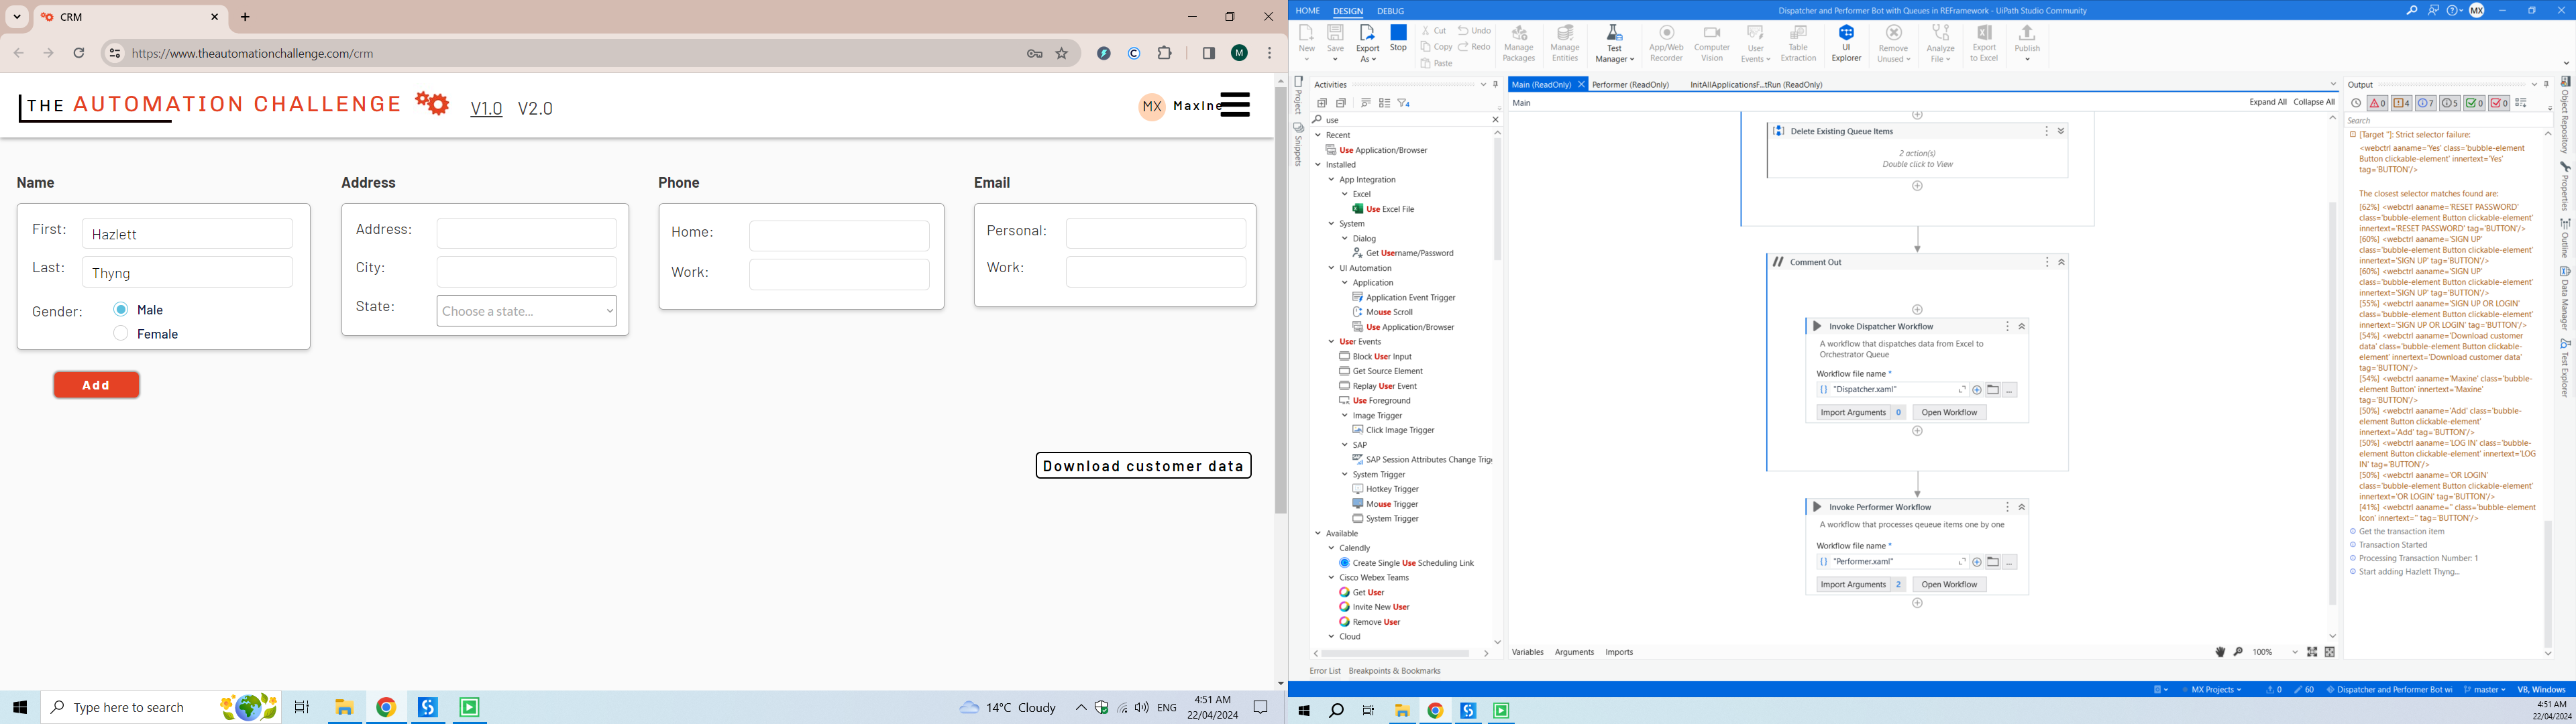 CRM
https://www.theautomationchallenge.com/crm
THE AUTOMATION CHALLENGE
V1.0 V2.0
MX Maxine
Name
First: Hazlett
Last: Thyng
Gender: Male
Female
Add
Address
Address:
City:
State: Choose a state...
Phone
Home:
Work:
Email
Personal:
Work:
Download customer data
Type here to search
14°C Cloudy
ENG
4:51 AM
22/04/2024
HOME DESIGN DEBUG
Dispatcher and Performer Bot with Queues in REFramework - UiPath Studio Community
MX
New
Save
Export As
Stop
Cut
Copy
Paste
Undo
Redo
Manage Packages
Manage Entities
Test Manager
App/Web Recorder
Computer Vision
User Events
Table Extraction
UI Explorer
Remove Unused
Analyze File
Export to Excel
Publish
Project
Snippets
Activities
use
Recent
Use Application/Browser
Installed
App Integration
Excel
Use Excel File
System
Dialog
Get Username/Password
UI Automation
Application
Application Event Trigger
Mouse Scroll
Use Application/Browser
User Events
Block User Input
Get Source Element
Replay User Event
Use Foreground
Image Trigger
Click Image Trigger
SAP
SAP Session Attributes Change Trig
System Trigger
Hotkey Trigger
Mouse Trigger
System Trigger
Available
Calendly
Create Single Use Scheduling Link
Cisco Webex Teams
Get User
Invite New User
Remove User
Cloud
Error List Breakpoints & Bookmarks
Main (ReadOnly) Performer (ReadOnly) InitAllApplicationsF...tRun (ReadOnly)
Main
Expand All Collapse All
Delete Existing Queue Items
2 action(s)
Double click to View
Comment Out
Invoke Dispatcher Workflow
A workflow that dispatches data from Excel to
Orchestrator Queue
Workflow file name *
"Dispatcher.xaml"
Import Arguments 0 Open Workflow
Invoke Performer Workflow
A workflow that processes qeueue items one by one
Workflow file name *
"Performer.xaml"
Import Arguments 2 Open Workflow
Variables Arguments Imports
100%
Output
0 4 7 5 0 0
Search
[Target '']: Strict selector failure:
<webctrl aaname='Yes' class='bubble-element
Button clickable-element' innertext='Yes'
tag='BUTTON'/>
The closest selector matches found are:
[62%] <webctrl aaname='RESET PASSWORD'
class='bubble-element Button clickable-element'
innertext='RESET PASSWORD' tag='BUTTON'/>
[60%] <webctrl aaname='SIGN UP'
class='bubble-element Button clickable-element'
innertext='SIGN UP' tag='BUTTON'/>
[60%] <webctrl aaname='SIGN UP'
class='bubble-element Button clickable-element'
innertext='SIGN UP' tag='BUTTON'/>
[55%] <webctrl aaname='SIGN UP OR LOGIN'
class='bubble-element Button clickable-element'
innertext='SIGN UP OR LOGIN' tag='BUTTON'/>
[54%] <webctrl aaname='Download customer
data' class='bubble-element Button clickable-
element' innertext='Download customer data'
tag='BUTTON'/>
[54%] <webctrl aaname='Maxine' class='bubble-
element Button' innertext='Maxine'
tag='BUTTON'/>
[50%] <webctrl aaname='Add' class='bubble-
element Button clickable-element'
innertext='Add' tag='BUTTON'/>
[50%] <webctrl aaname='LOG IN' class='bubble-
element Button clickable-element' innertext='LOG
IN' tag='BUTTON'/>
[50%] <webctrl aaname='OR LOGIN'
class='bubble-element Button clickable-element'
innertext='OR LOGIN' tag='BUTTON'/>
[41%] <webctrl aaname='' class='bubble-element
Icon' innertext='' tag='BUTTON'/>
Get the transaction item
Transaction Started
Processing Transaction Number: 1
Start adding Hazlett Thyng...
Object Repository
Properties
Outline
Data Manager
Test Explorer
MX Projects
0
60
Dispatcher and Performer Bot wi
master
VB, Windows
4:51 AM
22/04/2024